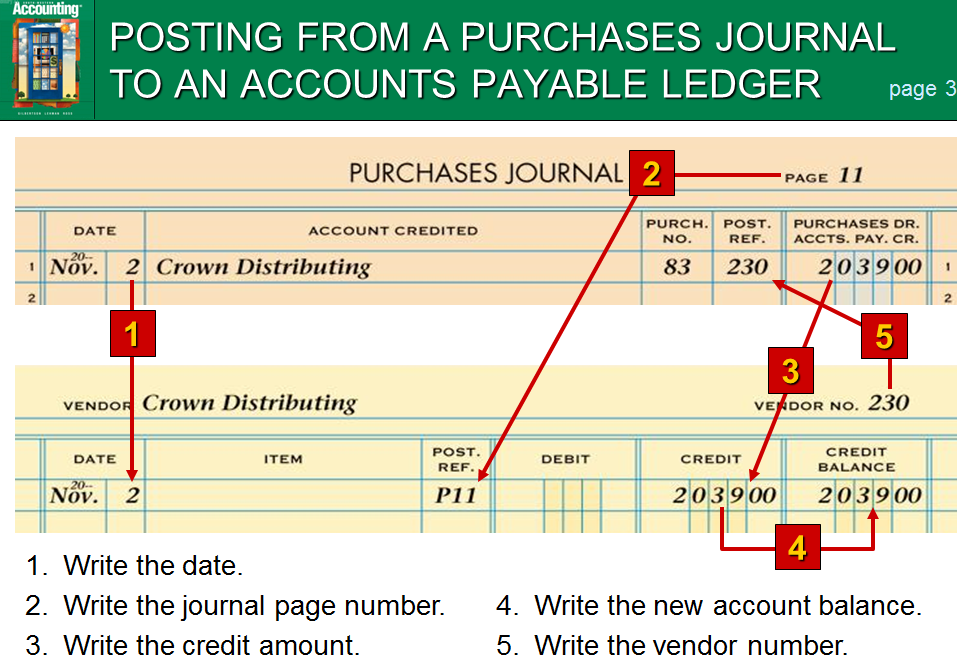 Accounting
POSTING FROM A PURCHASES JOURNAL
TO AN ACCOUNTS PAYABLE LEDGER
page 3
PURCHASES JOURNAL 2 PAGE 11
DATE ACCOUNT CREDITED PURCH. NO. POST. REF. PURCHASES DR. ACCTS. PAY. CR.
1 20-- Nov. 2 Crown Distributing 83 230 2 0 3 9 00 1
2 2
1
5
3
VENDOR Crown Distributing VENDOR NO. 230
DATE ITEM POST. REF. DEBIT CREDIT CREDIT BALANCE
20-- Nov. 2 P11 2 0 3 9 00 2 0 3 9 00
4
1. Write the date.
2. Write the journal page number.
3. Write the credit amount.
4. Write the new account balance.
5. Write the vendor number.